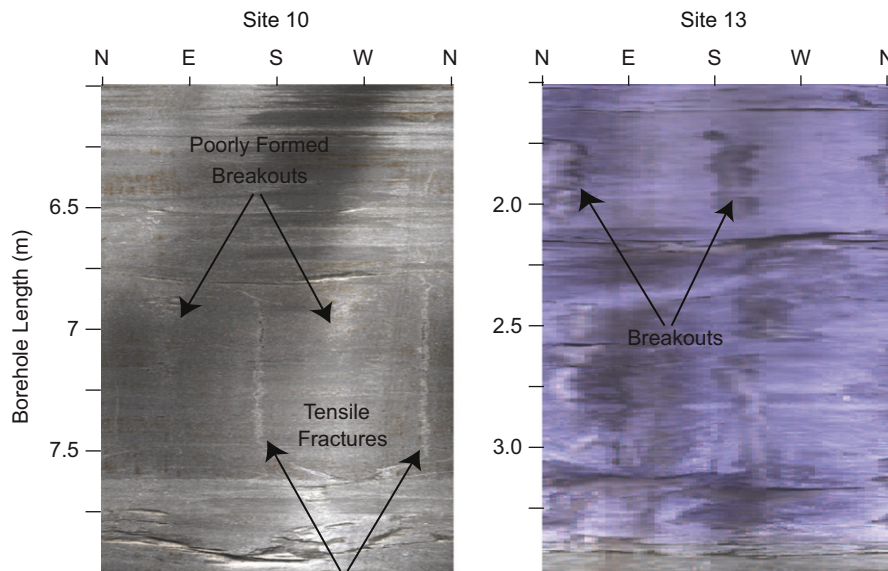 Site 10
Site 13
N E S W N
N E S W N
Poorly Formed
Breakouts
6.5
7
7.5
Borehole Length (m)
Tensile
Fractures
2.0
2.5
3.0
Breakouts